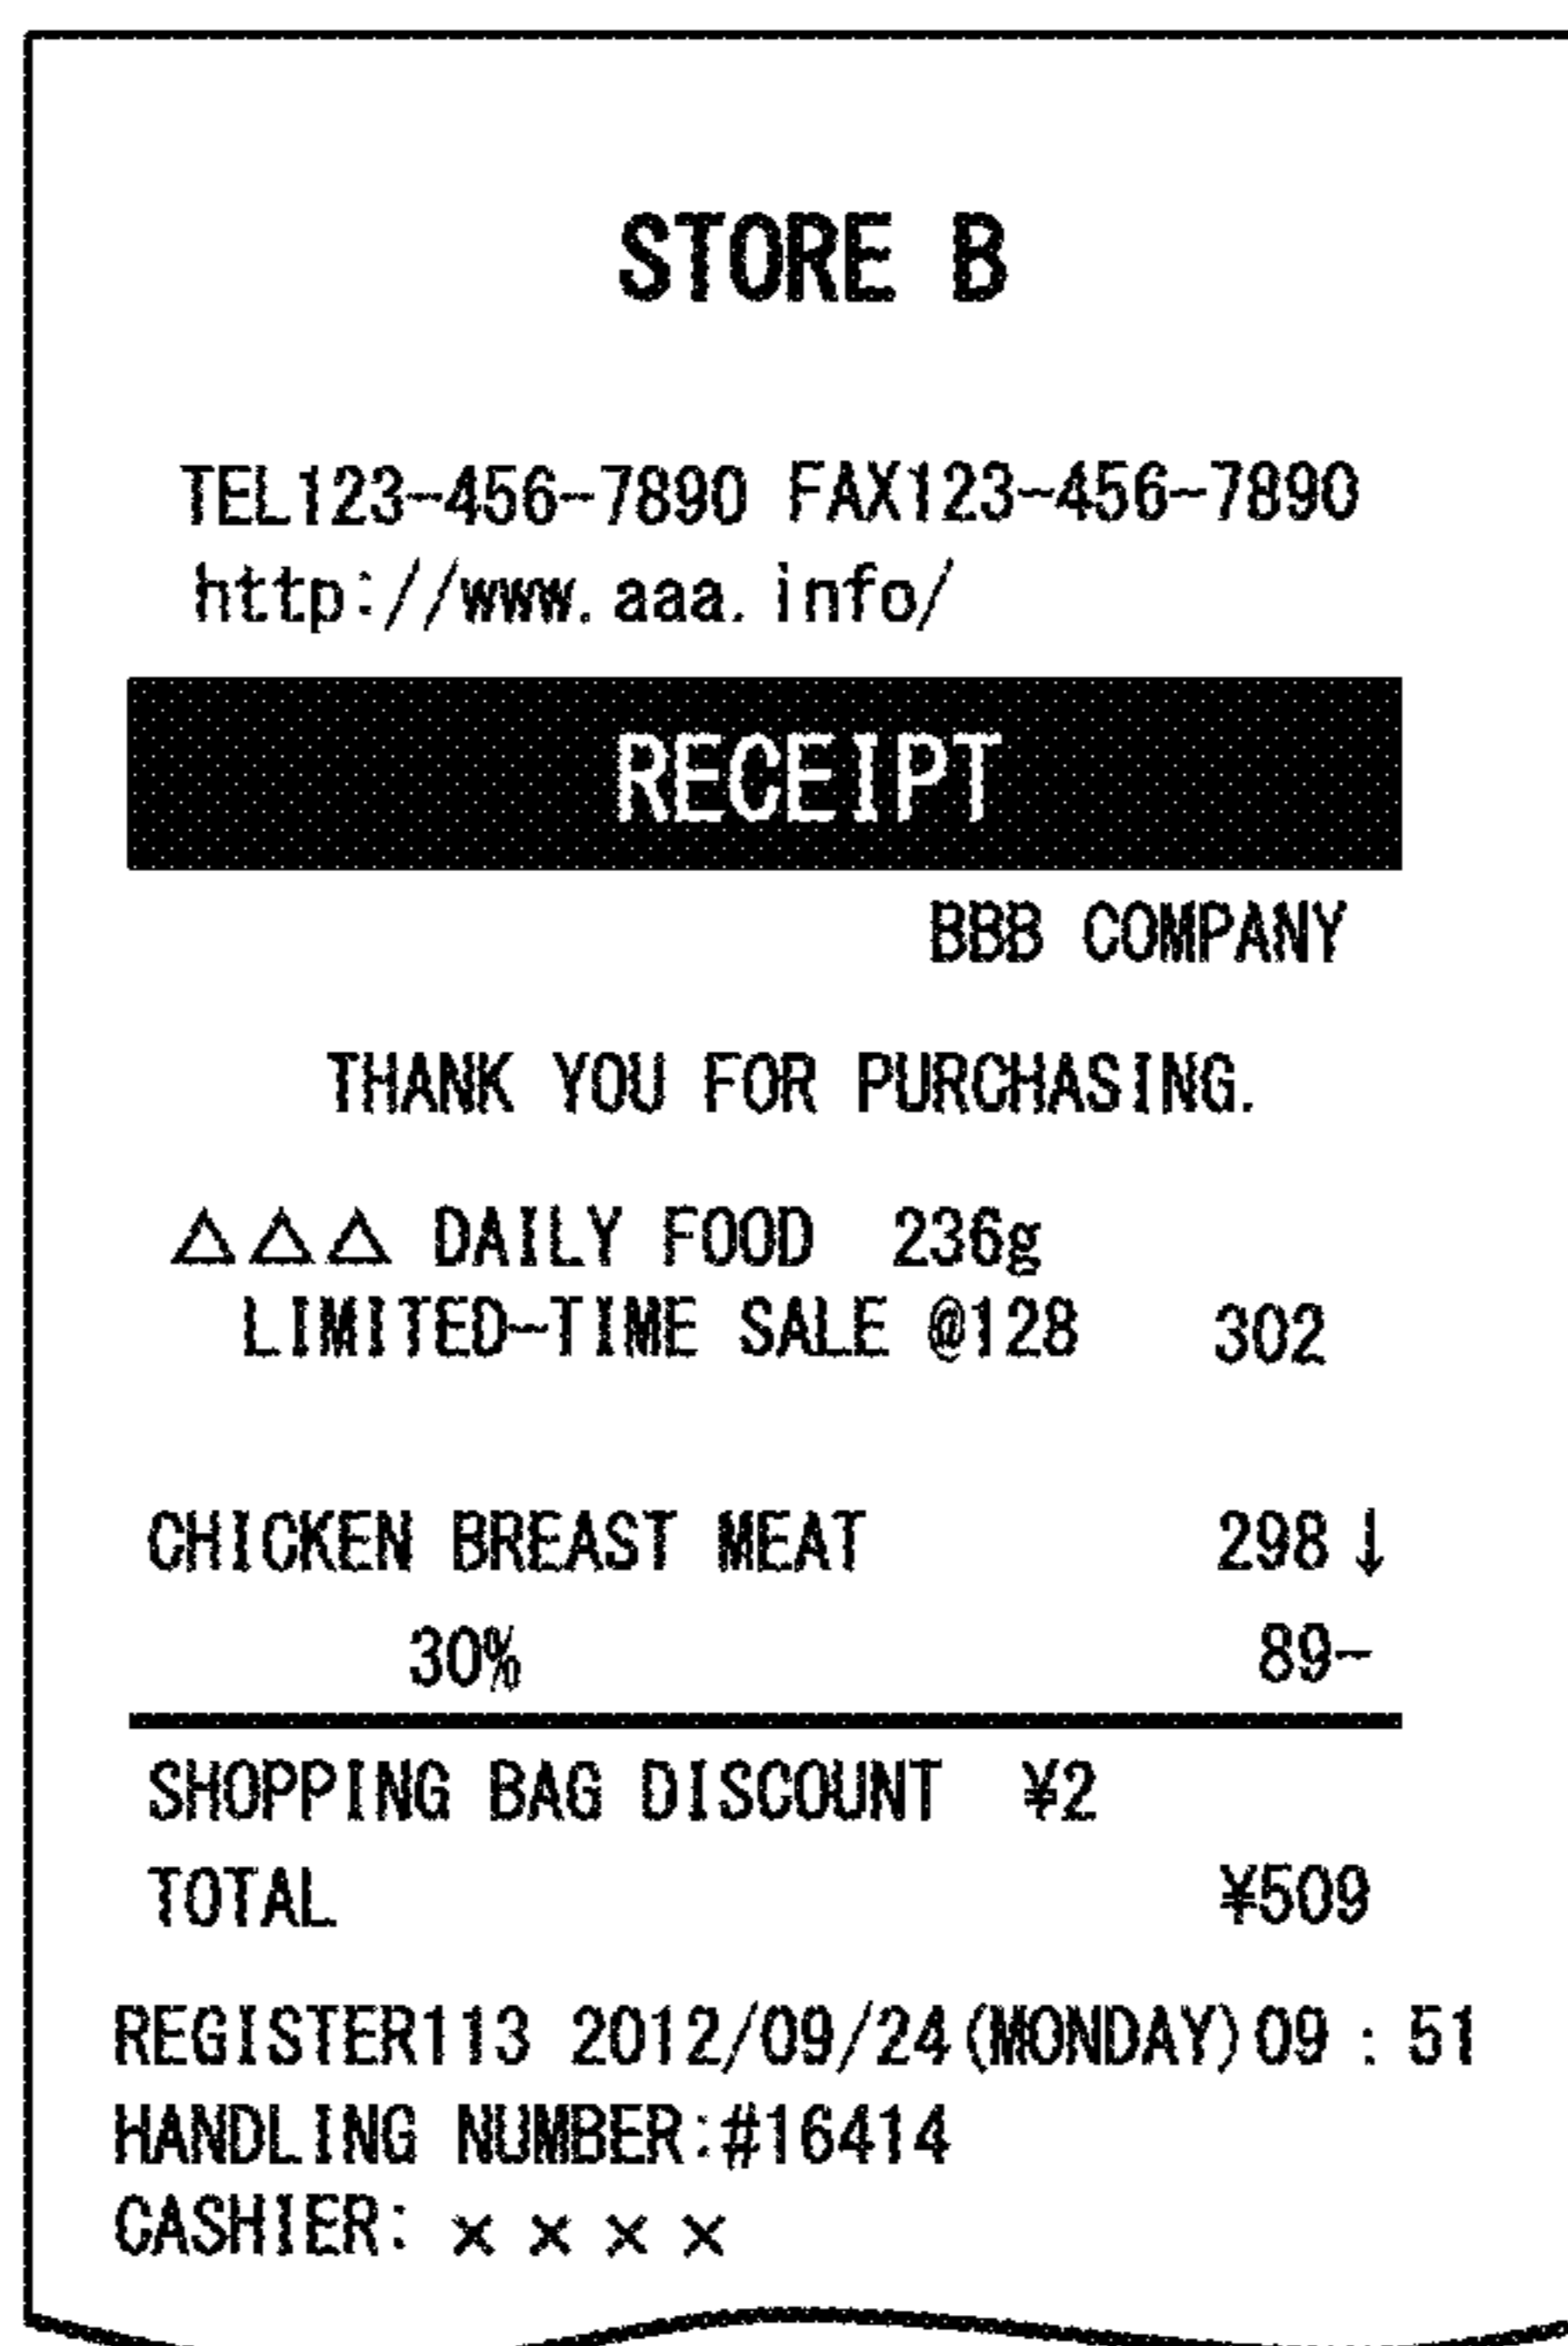 STORE B
TEL123-456-7890 FAX123-456-7890
http://www.aaa.info/
RECEIPT
BBB COMPANY
THANK YOU FOR PURCHASING.
△△△ DAILY FOOD 236g
LIMITED-TIME SALE @128 302
CHICKEN BREAST MEAT 298↓
30% 89-
SHOPPING BAG DISCOUNT ¥2
TOTAL ¥509
REGISTER113 2012/09/24(MONDAY)09:51
HANDLING NUMBER:#16414
CASHIER: ××××